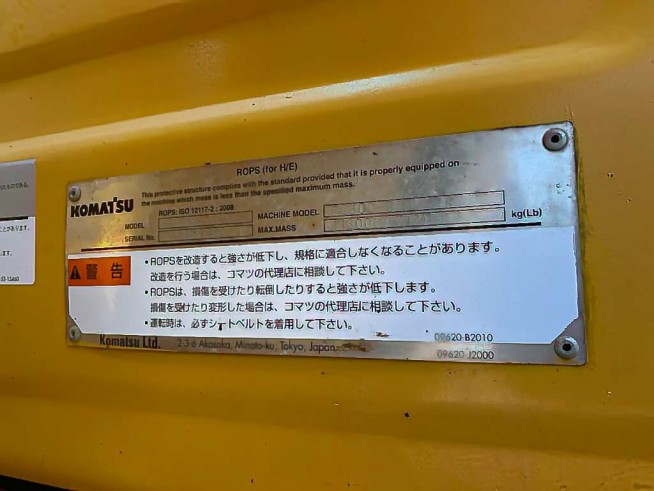 ROPS (for H/E)
This protective structure complies with the standard provided that it is properly equipped on
the machine which mass is less than the specified maximum mass.
KOMATSU
ROPS: ISO 12117-2 : 2008
MODEL
MACHINE MODEL
SERIAL No.
MAX.MASS
kg(Lb)
警告
・ROPSを改造すると強さが低下し、規格に適合しなくなることがあります。
改造を行う場合は、コマツの代理店に相談して下さい。
・ROPSは、損傷を受けたり転倒したりすると強さが低下します。
損傷を受けたり変形した場合は、コマツの代理店に相談して下さい。
・運転時は、必ずシートベルトを着用して下さい。
09620-B2010
Komatsu Ltd. 2-3-6 Akasaka, Minato-ku, Tokyo, Japan
09620-J2000